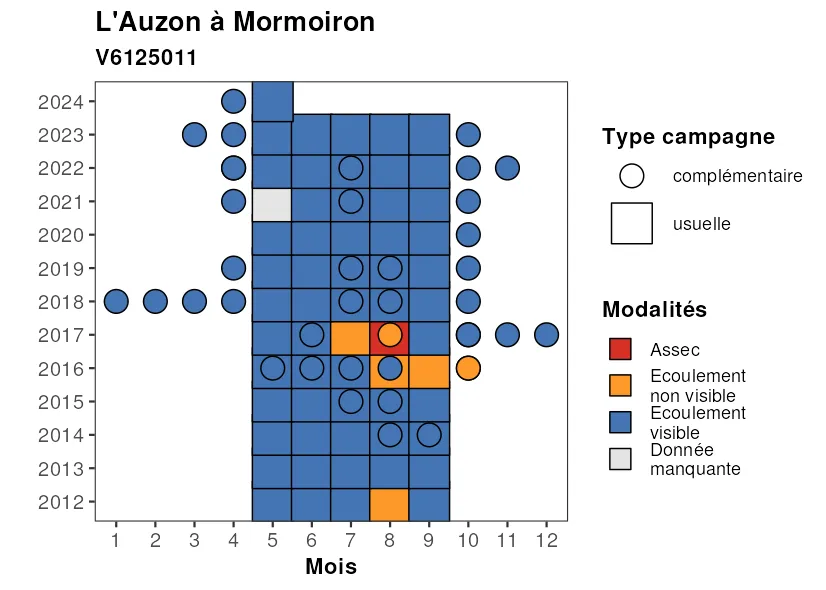 L'Auzon à Mormoiron
V6125011
2024
2023
2022
2021
2020
2019
2018
2017
2016
2015
2014
2013
2012
1 2 3 4 5 6 7 8 9 10 11 12
Mois
Type campagne
complémentaire
usuelle
Modalités
Assec
Ecoulement
non visible
Ecoulement
visible
Donnée
manquante